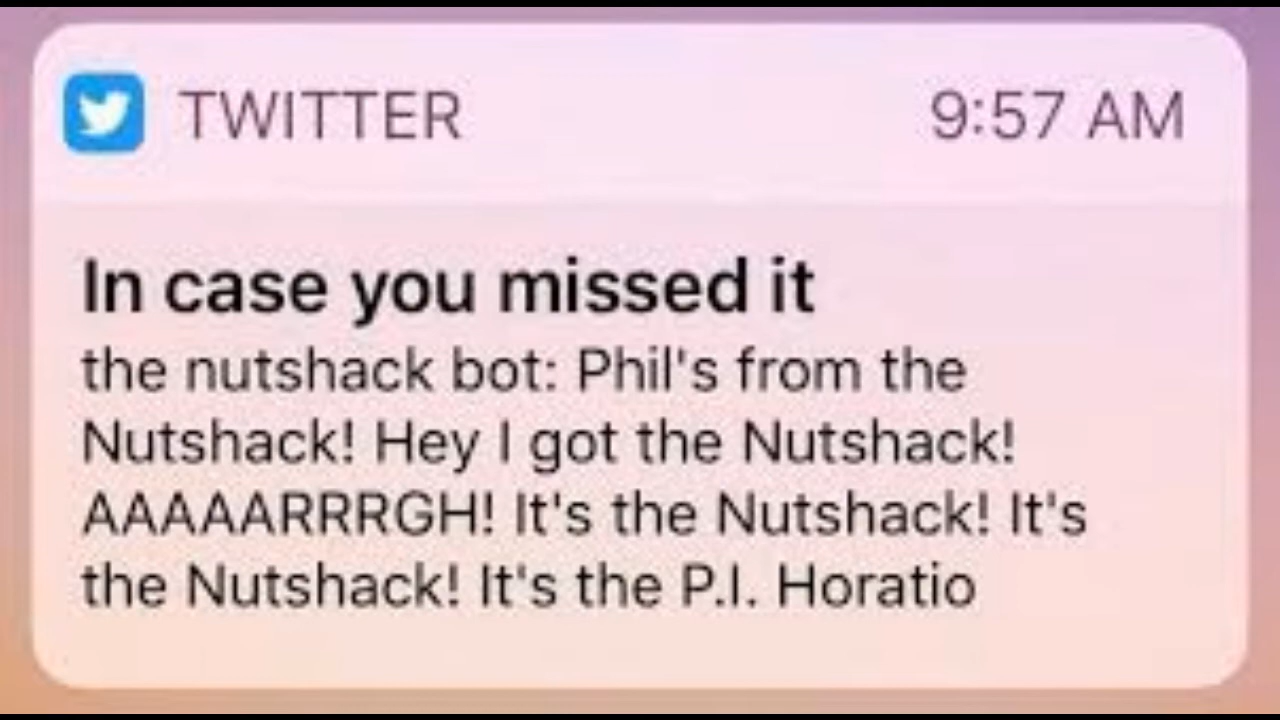 TWITTER 9:57 AM
In case you missed it
the nutshack bot: Phil's from the
Nutshack! Hey I got the Nutshack!
AAAAARRRGH! It's the Nutshack! It's
the Nutshack! It's the P.I. Horatio